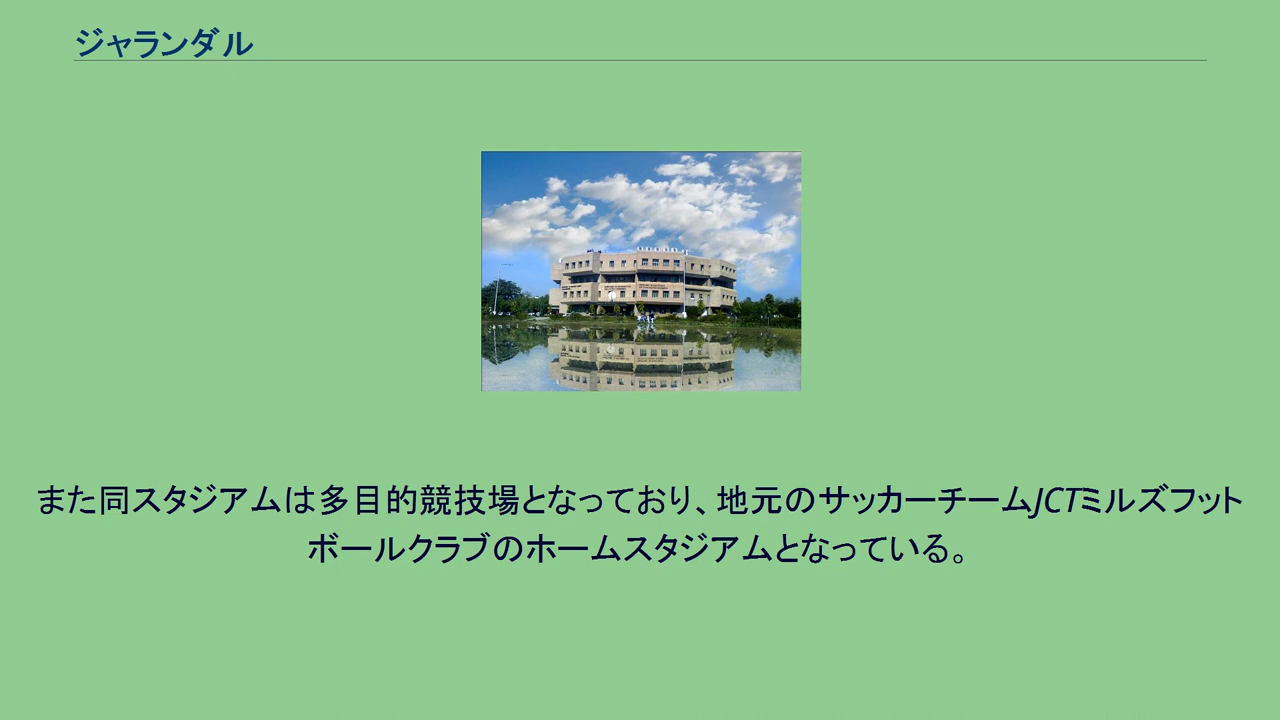 ジャランダル
また同スタジアムは多目的競技場となっており、地元のサッカーチームJCTミルズフット
ボールクラブのホームスタジアムとなっている。